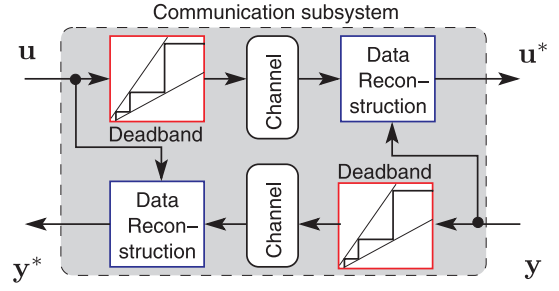 Communication subsystem
u
Deadband
Channel
Data
Recon-
struction
u*
Data
Recon-
struction
Channel
Deadband
y*
y